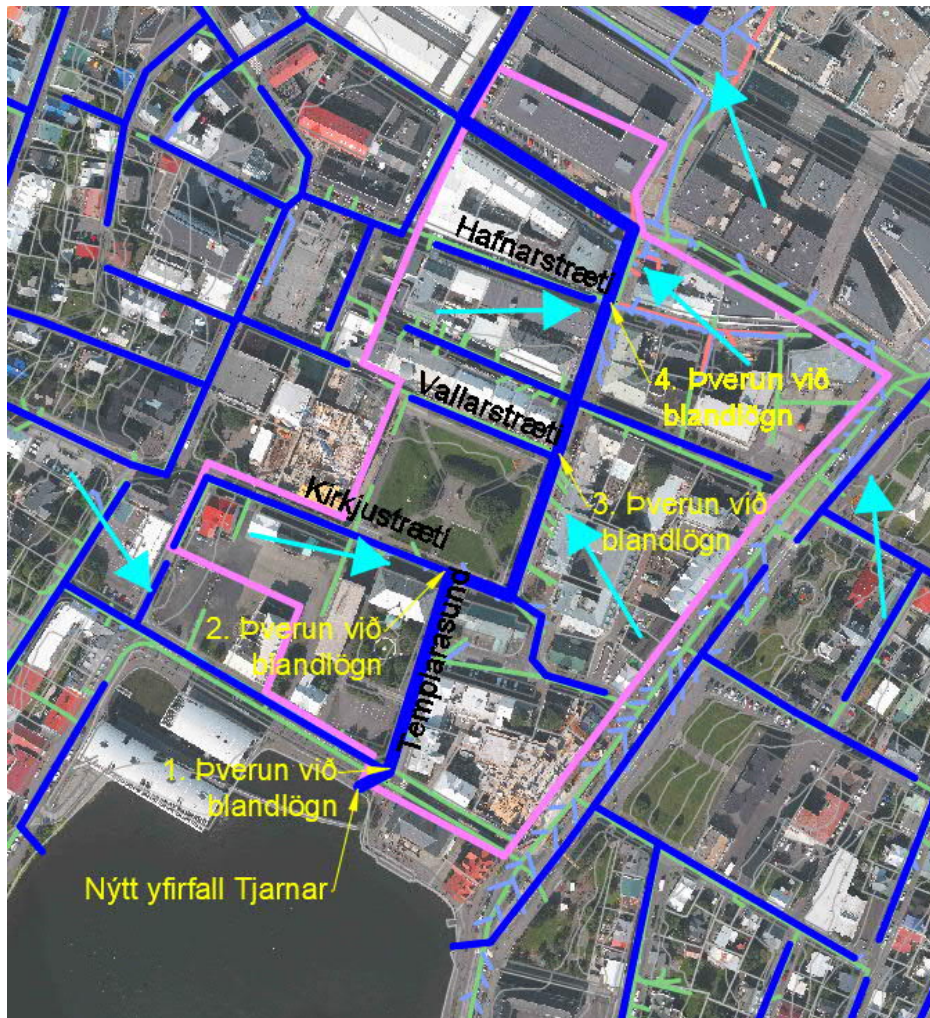 Hafnarstræti
4. Þverun við
blandlögn
Vallarstræti
3. Þverun við
blandlögn
Kirkjustræti
2. Þverun við
blandlögn
Templarasund
1. Þverun við
blandlögn
Nýtt yfirfall Tjarnar